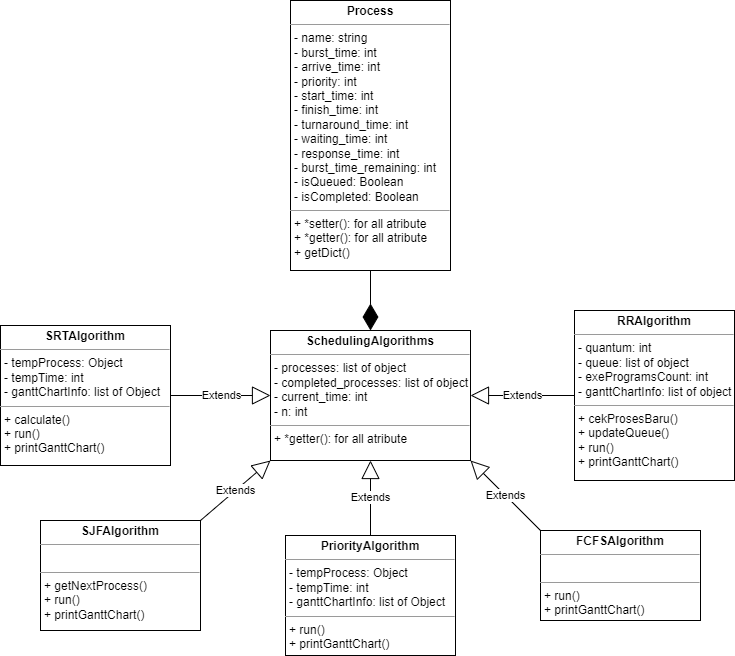 Process
- name: string
- burst_time: int
- arrive_time: int
- priority: int
- start_time: int
- finish_time: int
- turnaround_time: int
- waiting_time: int
- response_time: int
- burst_time_remaining: int
- isQueued: Boolean
- isCompleted: Boolean
+ *setter(): for all atribute
+ *getter(): for all atribute
+ getDict()
SRTAlgorithm
- tempProcess: Object
- tempTime: int
- ganttChartInfo: list of Object
+ calculate()
+ run()
+ printGanttChart()
Extends
SchedulingAlgorithms
- processes: list of object
- completed_processes: list of object
- current_time: int
- n: int
+ *getter(): for all atribute
Extends
RRAlgorithm
- quantum: int
- queue: list of object
- exeProgramsCount: int
- ganttChartInfo: list of object
+ cekProsesBaru()
+ updateQueue()
+ run()
+ printGanttChart()
Extends
Extends
Extends
SJFAlgorithm
+ getNextProcess()
+ run()
+ printGanttChart()
PriorityAlgorithm
- tempProcess: Object
- tempTime: int
- ganttChartInfo: list of Object
+ run()
+ printGanttChart()
FCFSAlgorithm
+ run()
+ printGanttChart()